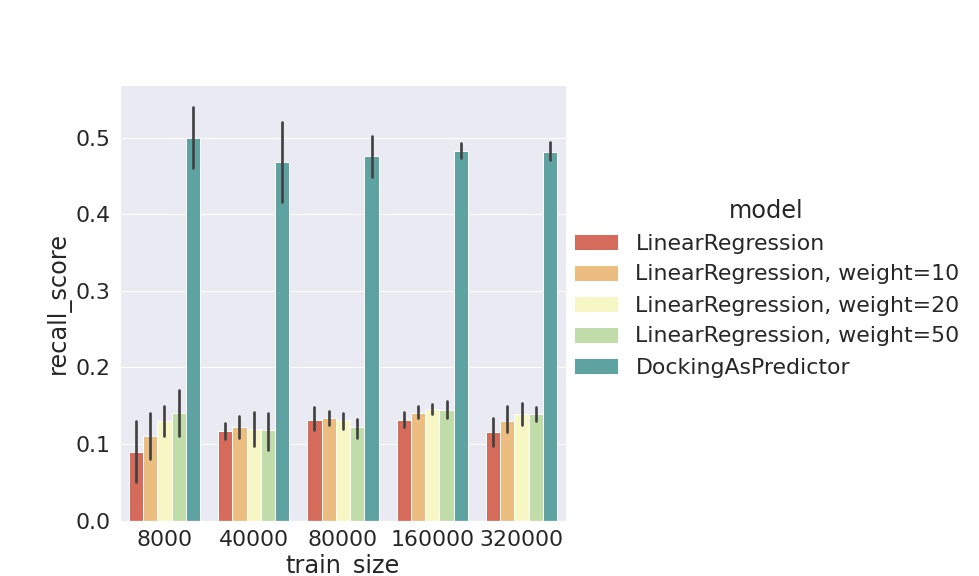 0.5
0.4
0.3
0.2
0.1
0.0
recall_score
8000 40000 80000 160000 320000
train_size
model
LinearRegression
LinearRegression, weight=10
LinearRegression, weight=20
LinearRegression, weight=50
DockingAsPredictor